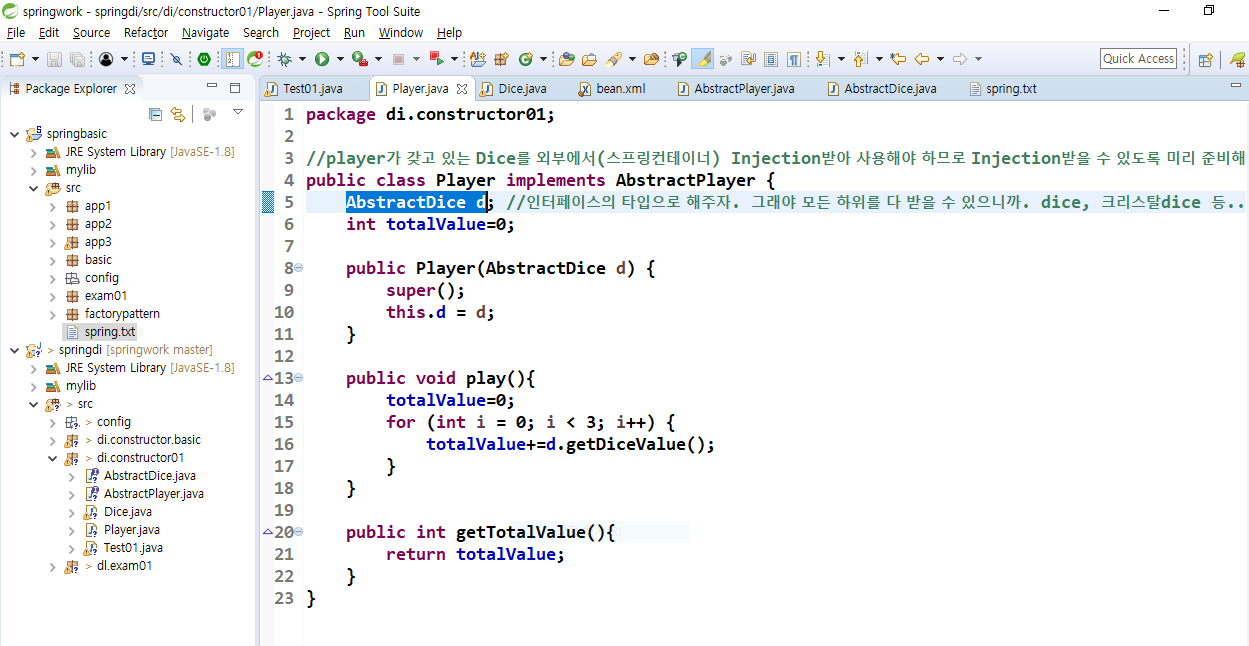 springwork - springdi/src/di/constructor01/Player.java - Spring Tool Suite
File Edit Source Refactor Navigate Search Project Run Window Help
Quick Access
Package Explorer
Test01.java Player.java Dice.java bean.xml AbstractPlayer.java AbstractDice.java spring.txt
springbasic
JRE System Library [JavaSE-1.8]
mylib
src
app1
app2
app3
basic
config
exam01
factorypattern
spring.txt
> springdi [springwork master]
JRE System Library [JavaSE-1.8]
mylib
> src
> config
> di.constructor.basic
> di.constructor01
AbstractDice.java
AbstractPlayer.java
Dice.java
Player.java
Test01.java
> dl.exam01
1 package di.constructor01;
2
3 //player가 갖고 있는 Dice를 외부에서(스프링컨테이너) Injection받아 사용해야 하므로 Injection받을 수 있도록 미리 준비해
4 public class Player implements AbstractPlayer {
5 AbstractDice d; //인터페이스의 타입으로 해주자. 그래야 모든 하위를 다 받을 수 있으니까. dice, 크리스탈dice 등..
6 int totalValue=0;
7
8 public Player(AbstractDice d) {
9 super();
10 this.d = d;
11 }
12
13 public void play(){
14 totalValue=0;
15 for (int i = 0; i < 3; i++) {
16 totalValue+=d.getDiceValue();
17 }
18 }
19
20 public int getTotalValue(){
21 return totalValue;
22 }
23 }